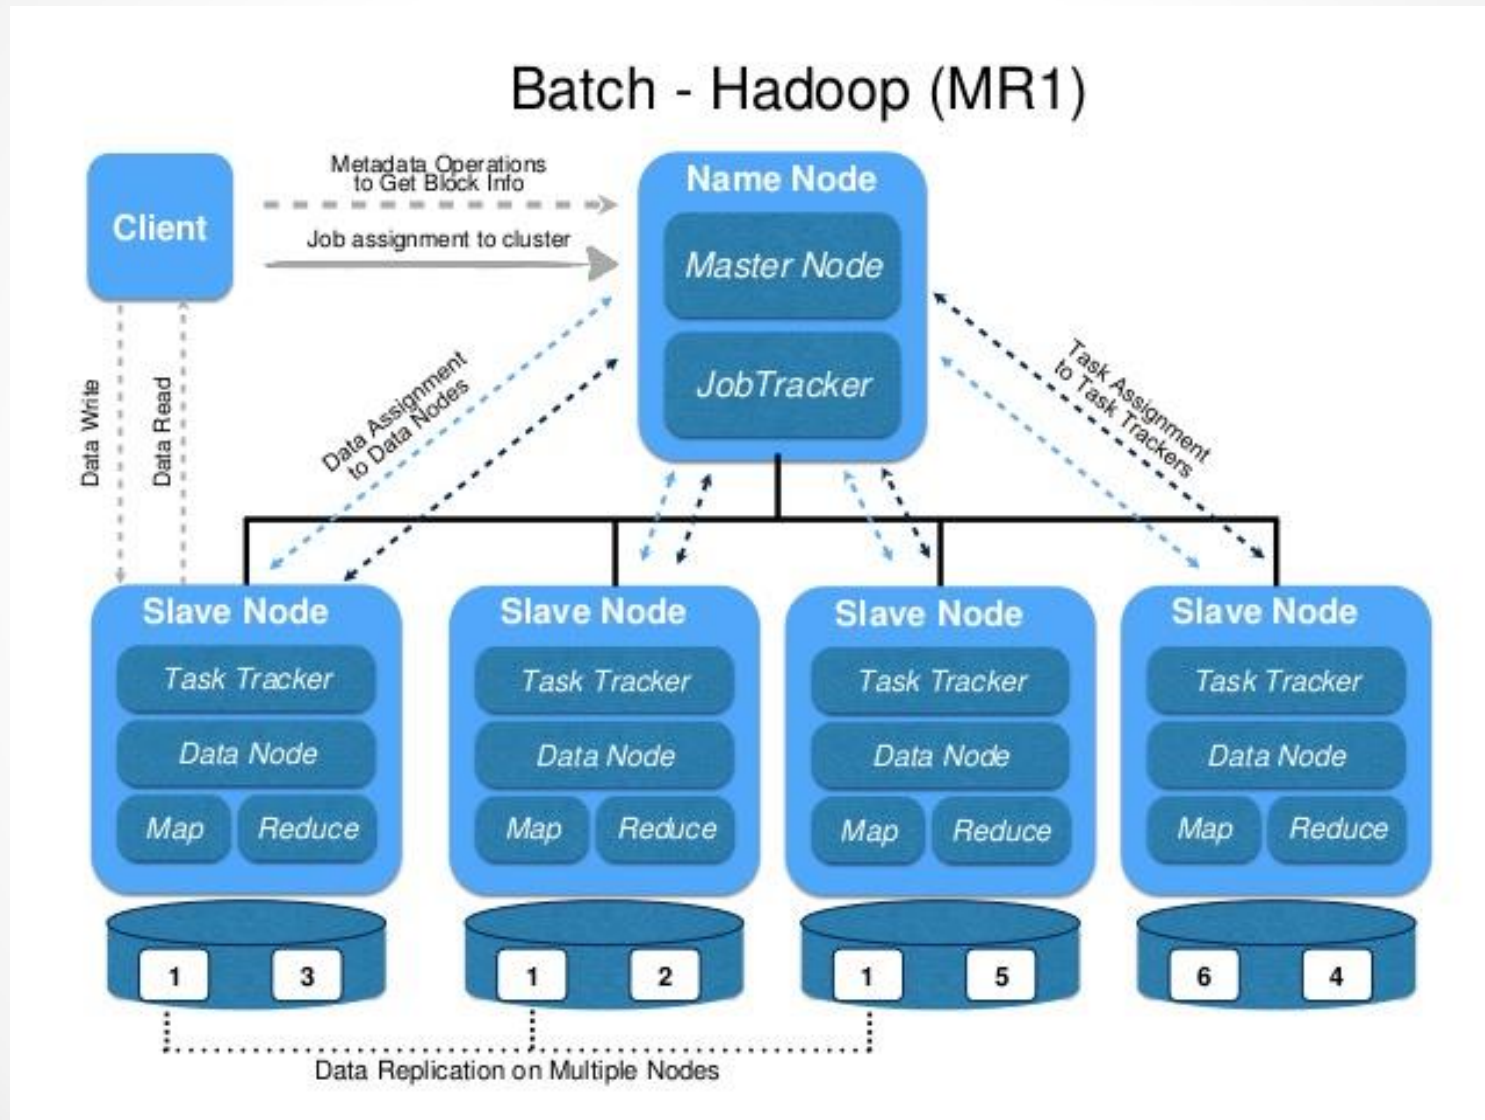 Batch - Hadoop (MR1)
Client
Metadata Operations
to Get Block Info
Job assignment to cluster
Name Node
Master Node
JobTracker
Data Write
Data Read
Data Assignment
to Data Nodes
Task Assignment
to Task Trackers
Slave Node
Task Tracker
Data Node
Map
Reduce
1
3
Slave Node
Task Tracker
Data Node
Map
Reduce
1
2
Slave Node
Task Tracker
Data Node
Map
Reduce
1
5
Slave Node
Task Tracker
Data Node
Map
Reduce
6
4
Data Replication on Multiple Nodes